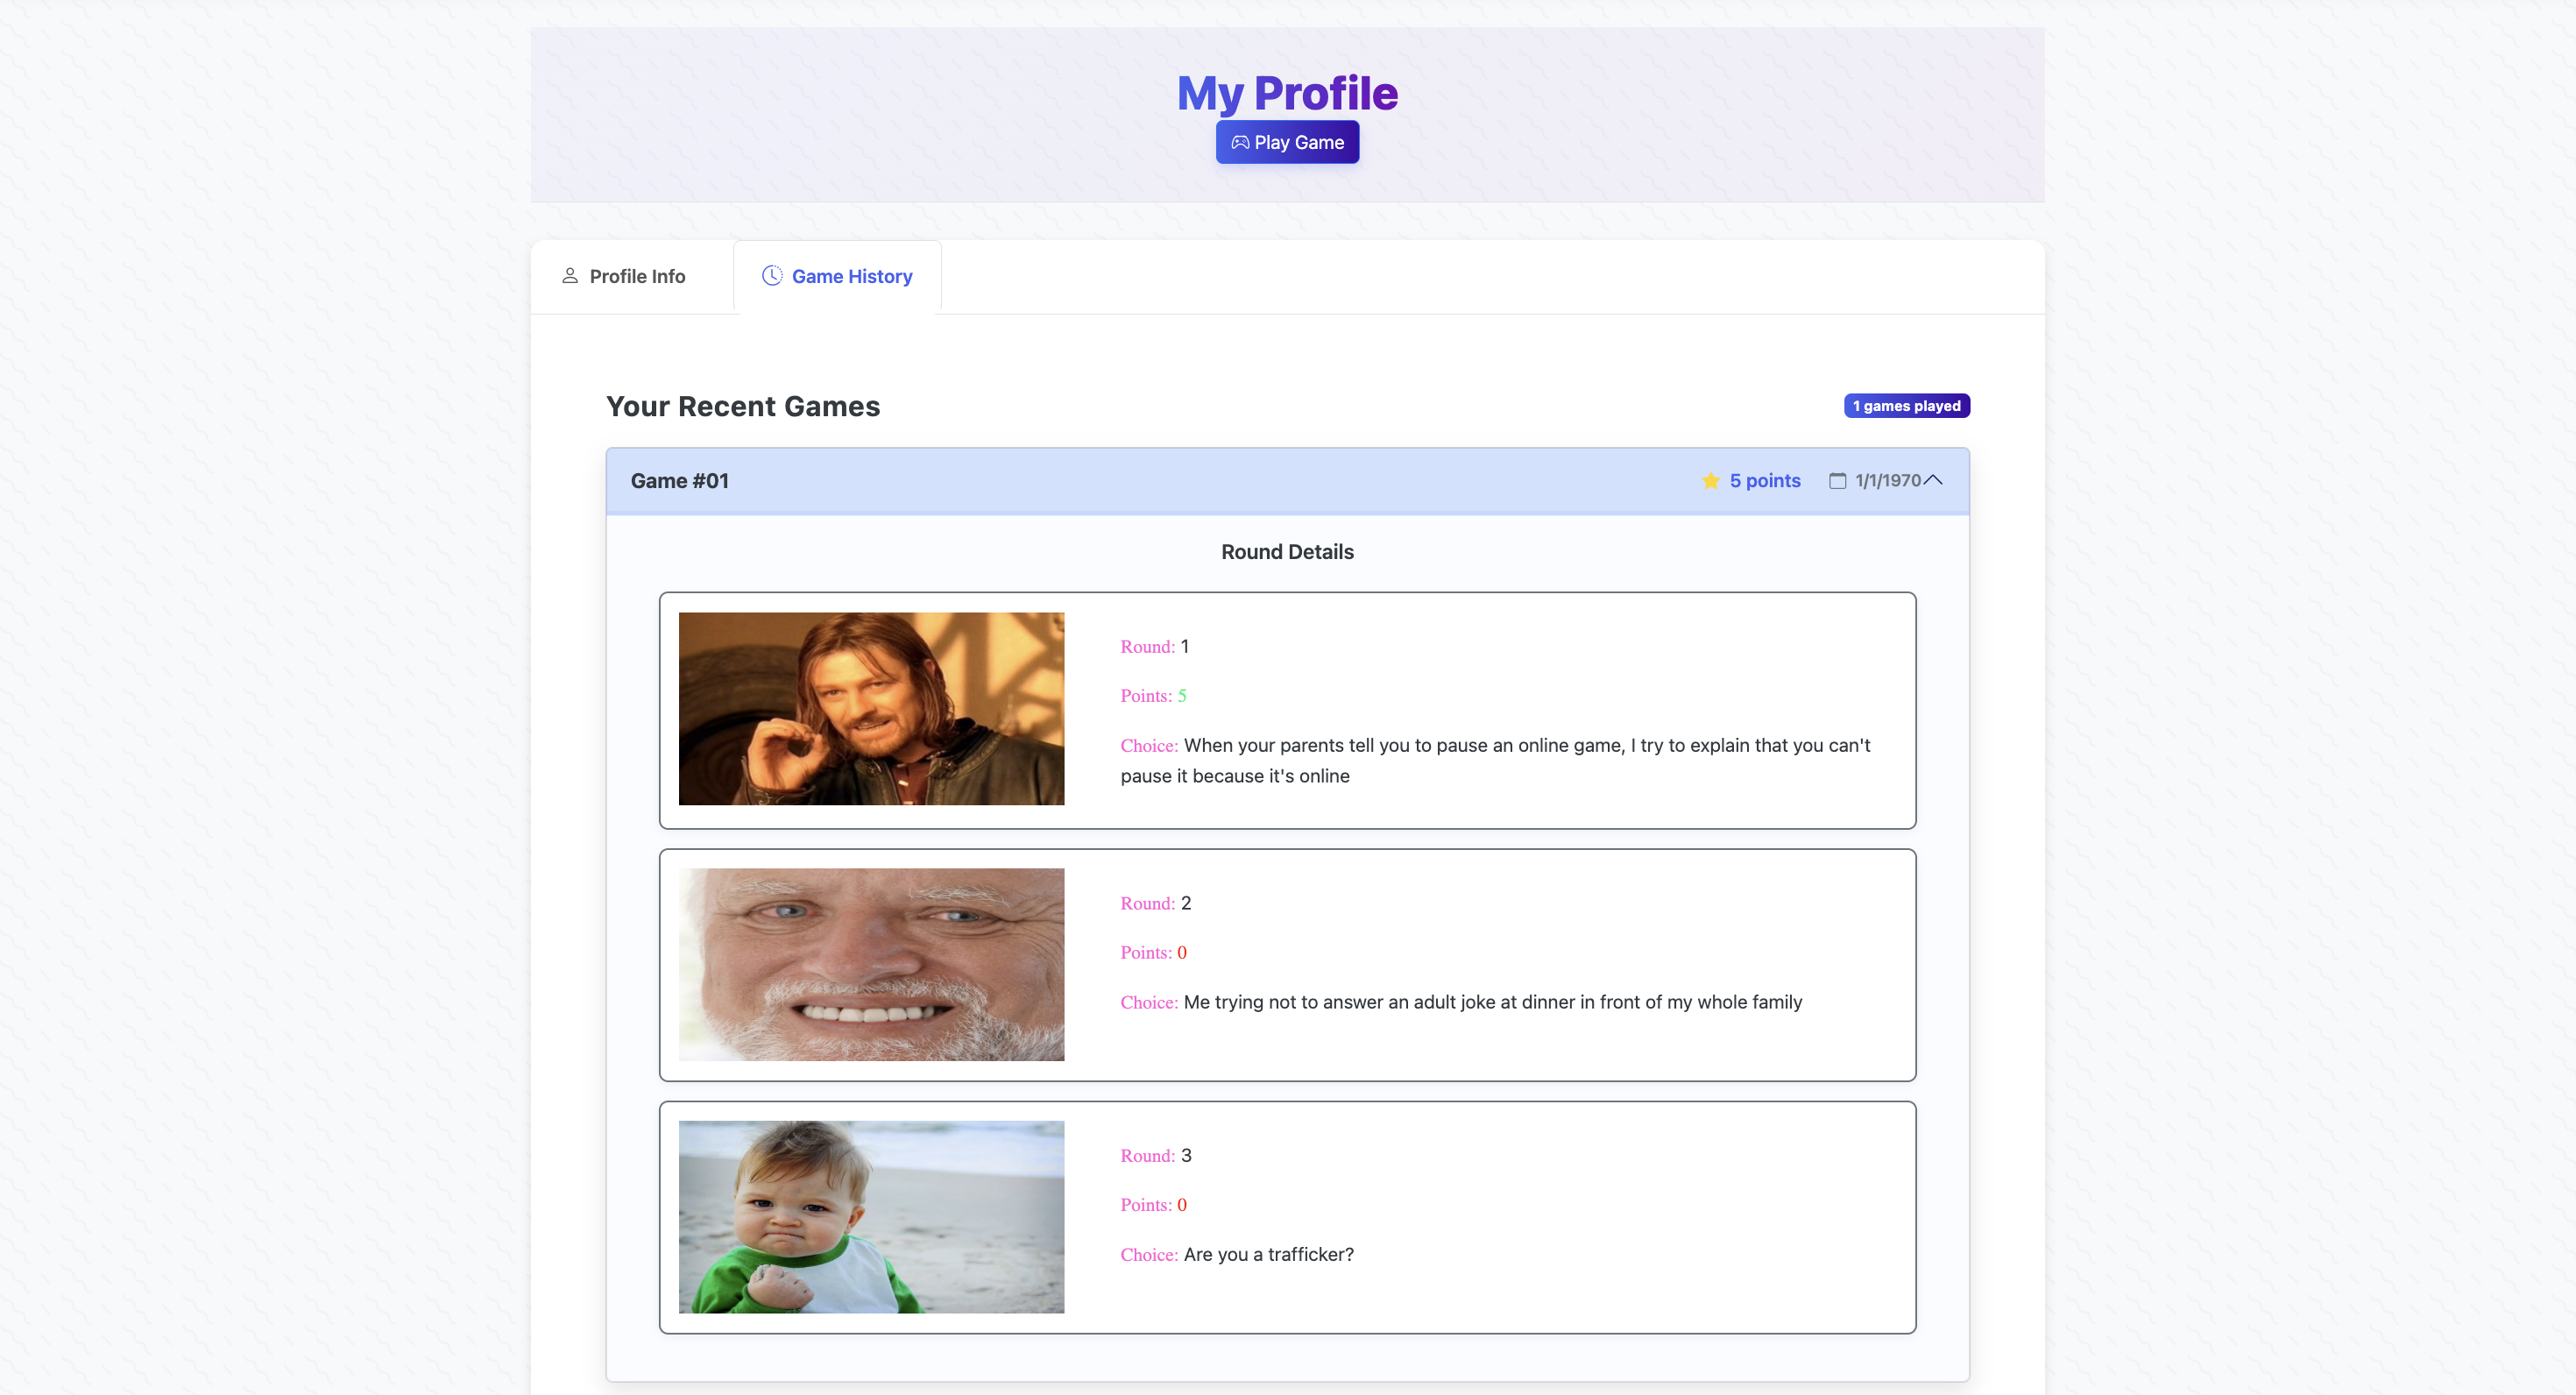 My Profile
Play Game
Profile Info
Game History
Your Recent Games
1 games played
Game #01
5 points
1/1/1970
Round Details
Round: 1
Points: 5
Choice: When your parents tell you to pause an online game, I try to explain that you can't
pause it because it's online
Round: 2
Points: 0
Choice: Me trying not to answer an adult joke at dinner in front of my whole family
Round: 3
Points: 0
Choice: Are you a trafficker?